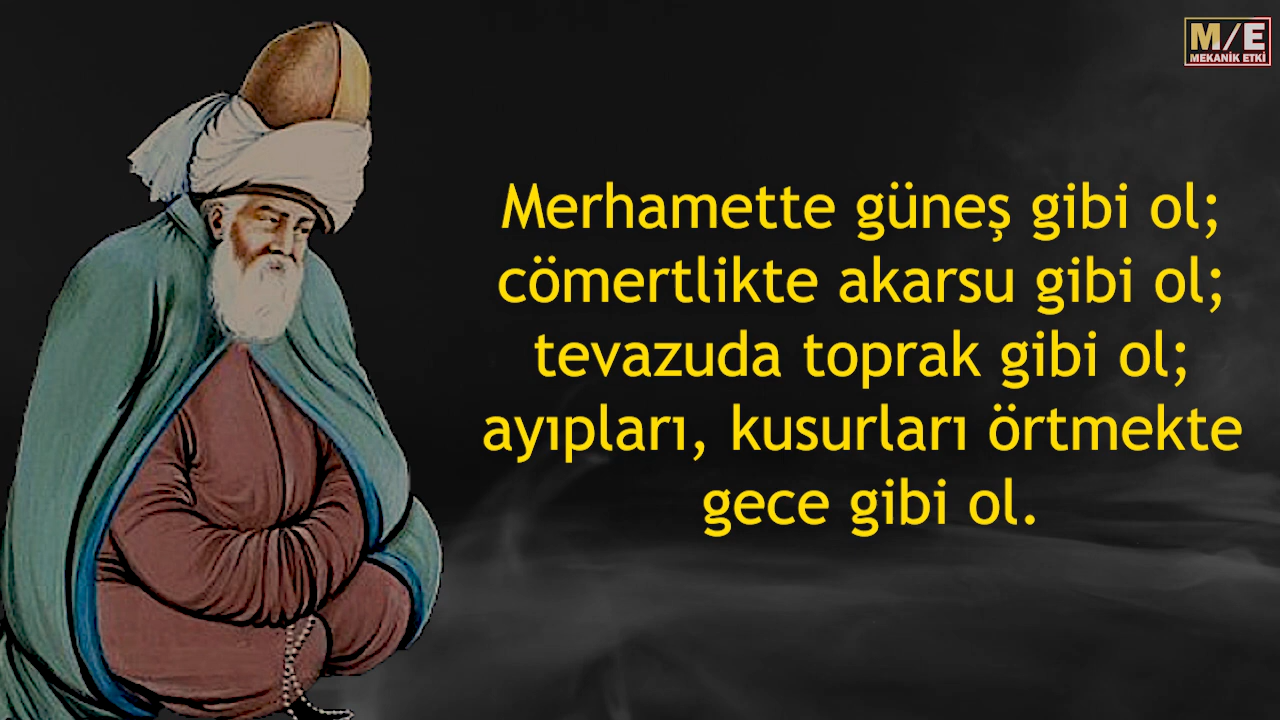 M/E
MEKANİK ETKİ
Merhamette güneş gibi ol;
cömertlikte akarsu gibi ol;
tevazuda toprak gibi ol;
ayıpları, kusurları örtmekte
gece gibi ol.